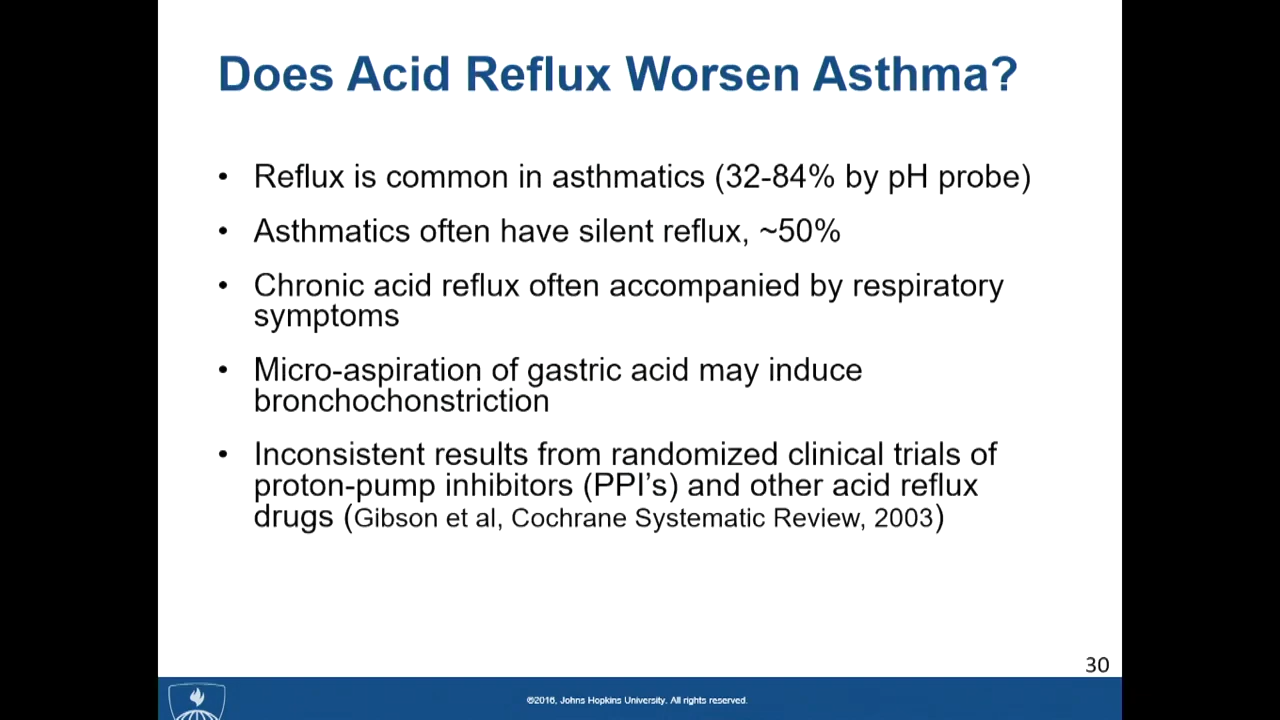 Does Acid Reflux Worsen Asthma?
• Reflux is common in asthmatics (32-84% by pH probe)
• Asthmatics often have silent reflux, ~50%
• Chronic acid reflux often accompanied by respiratory
symptoms
• Micro-aspiration of gastric acid may induce
bronchochonstriction
• Inconsistent results from randomized clinical trials of
proton-pump inhibitors (PPI’s) and other acid reflux
drugs (Gibson et al, Cochrane Systematic Review, 2003)
30
©2016, Johns Hopkins University. All rights reserved.